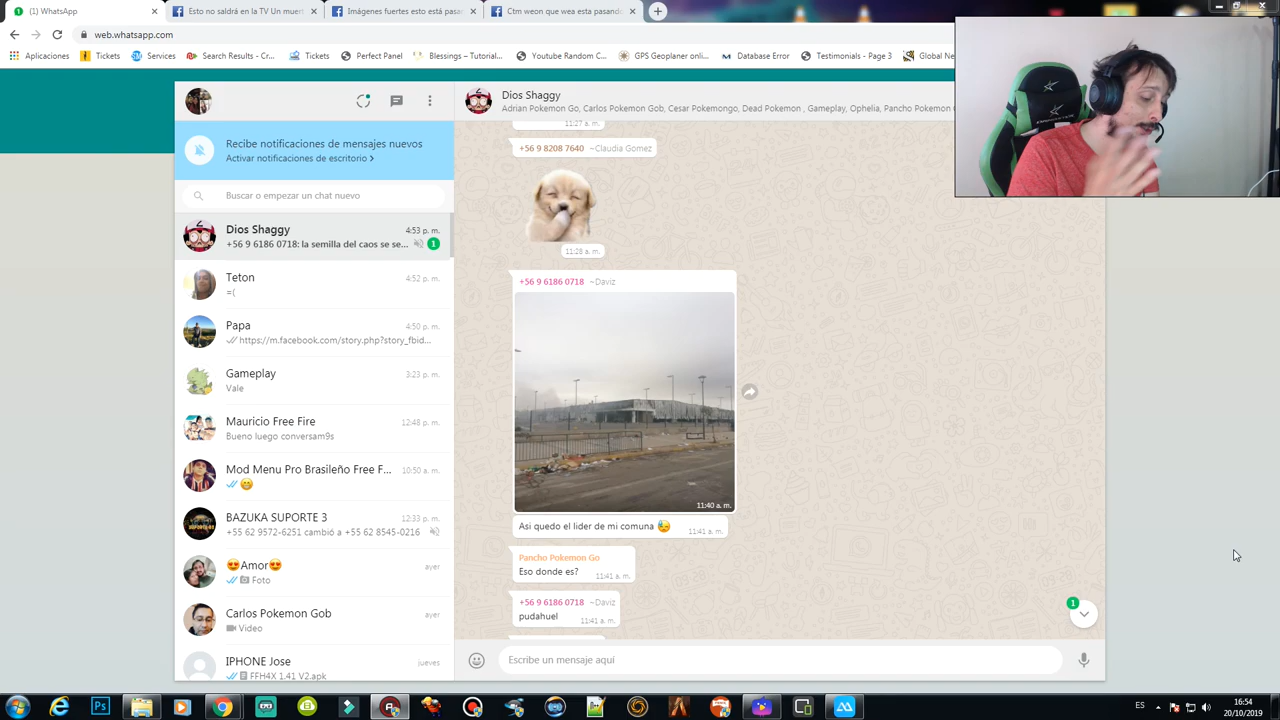 (1) WhatsApp
Esto no saldrá en la TV Un muert
Imágenes fuertes esto está pasa
Ctm weon que wea esta pasand
web.whatsapp.com
Aplicaciones
Tickets
Services
Search Results - Cr...
Tickets
Perfect Panel
Blessings – Tutorial...
Youtube Random C...
GPS Geoplaner onli...
Database Error
Testimonials - Page 3
Global Ne
Recibe notificaciones de mensajes nuevos
Activar notificaciones de escritorio >
Buscar o empezar un chat nuevo
Dios Shaggy
4:53 p. m.
+56 9 6186 0718: la semilla del caos se se...
1
Teton
4:52 p. m.
=(
Papa
4:50 p. m.
https://m.facebook.com/story.php?story_fbid...
Gameplay
3:23 p. m.
Vale
Mauricio Free Fire
12:48 p. m.
Bueno luego conversam9s
Mod Menu Pro Brasileño Free F...
10:50 a. m.
😁
BAZUKA SUPORTE 3
12:33 p. m.
+55 62 9572-6251 cambió a +55 62 8545-0216
😍Amor😍
ayer
Foto
Carlos Pokemon Gob
ayer
Video
IPHONE Jose
jueves
FFH4X 1.41 V2.apk
Dios Shaggy
Adrian Pokemon Go, Carlos Pokemon Gob, Cesar Pokemongo, Dead Pokemon , Gameplay, Ophelia, Pancho Pokemon
11:27 a. m.
+56 9 8208 7640 ~Claudia Gomez
11:28 a. m.
+56 9 6186 0718 ~Daviz
11:40 a. m.
Asi quedo el lider de mi comuna 😓
11:41 a. m.
Pancho Pokemon Go
Eso donde es?
11:41 a. m.
+56 9 6186 0718 ~Daviz
pudahuel
11:41 a. m.
1
Escribe un mensaje aquí
ES
16:54
20/10/2019